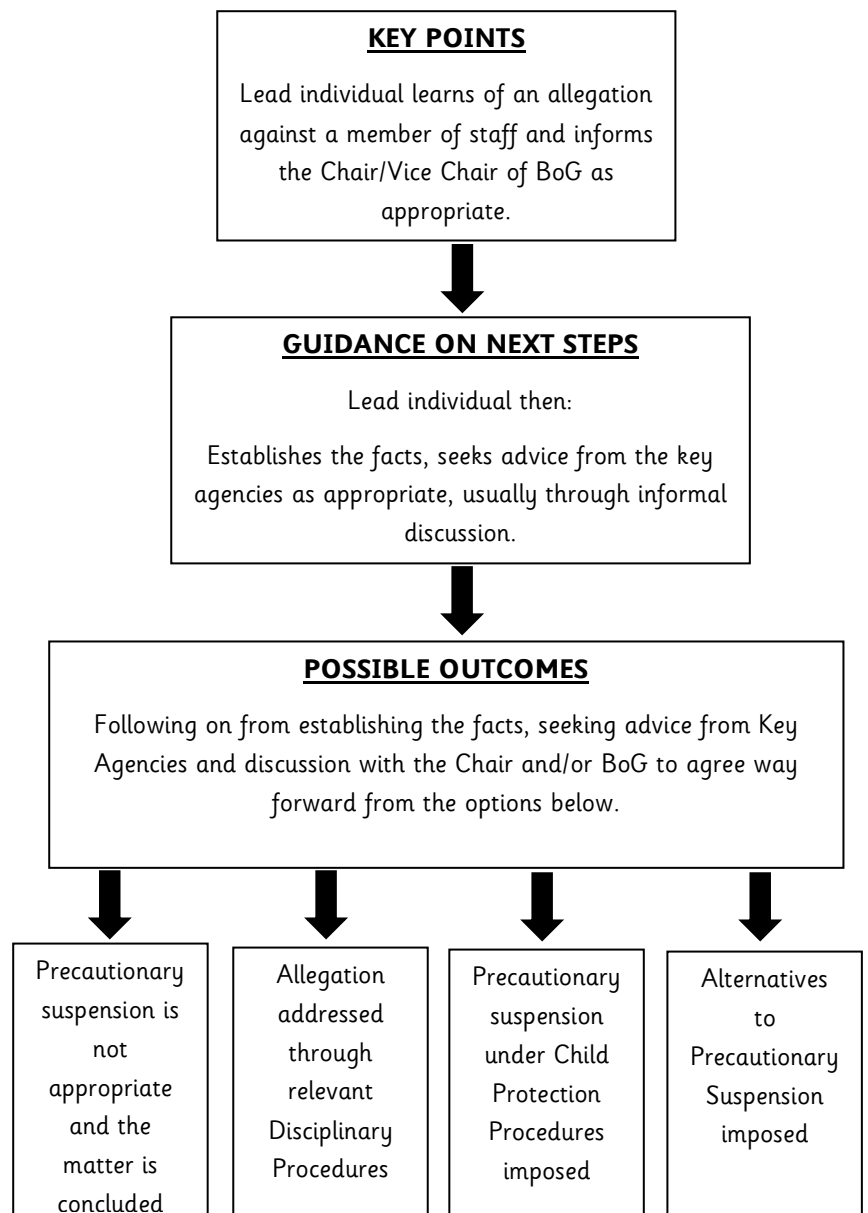 KEY POINTS
Lead individual learns of an allegation
against a member of staff and informs
the Chair/Vice Chair of BoG as
appropriate.
GUIDANCE ON NEXT STEPS
Lead individual then:
Establishes the facts, seeks advice from the key
agencies as appropriate, usually through informal
discussion.
POSSIBLE OUTCOMES
Following on from establishing the facts, seeking advice from Key
Agencies and discussion with the Chair and/or BoG to agree way
forward from the options below.
Precautionary
suspension is
not
appropriate
and the
matter is
concluded
Allegation
addressed
through
relevant
Disciplinary
Procedures
Precautionary
suspension
under Child
Protection
Procedures
imposed
Alternatives
to
Precautionary
Suspension
imposed